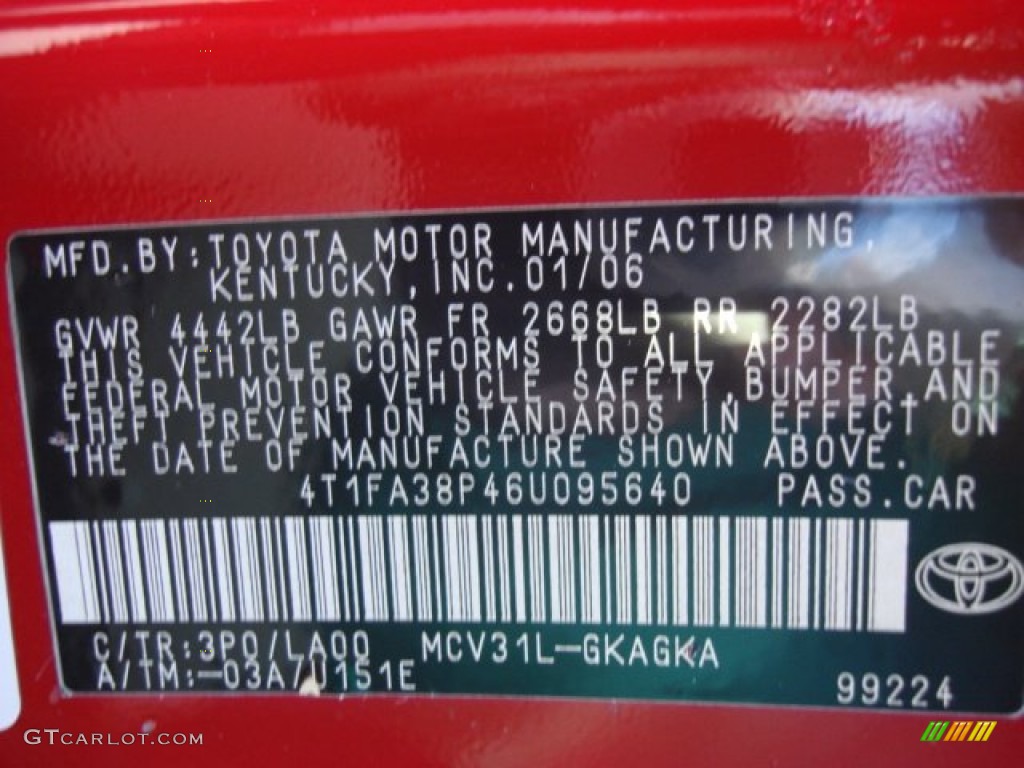 MFD.BY:TOYOTA MOTOR MANUFACTURING,
KENTUCKY,INC.01/06
GVWR 4442LB GAWR FR 2668LB RR 2282LB
THIS VEHICLE CONFORMS TO ALL APPLICABLE
FEDERAL MOTOR VEHICLE SAFETY,BUMPER,AND
THEFT PREVENTION STANDARDS IN EFFECT ON
THE DATE OF MANUFACTURE SHOWN ABOVE.
4T1FA38P46U095640 PASS.CAR
C/TR:3P0/LA00 MCV31L-GKAGKA
A/TM:-03A/U151E
99224
GTCARLOT.COM